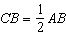 CB = 1/2 AB